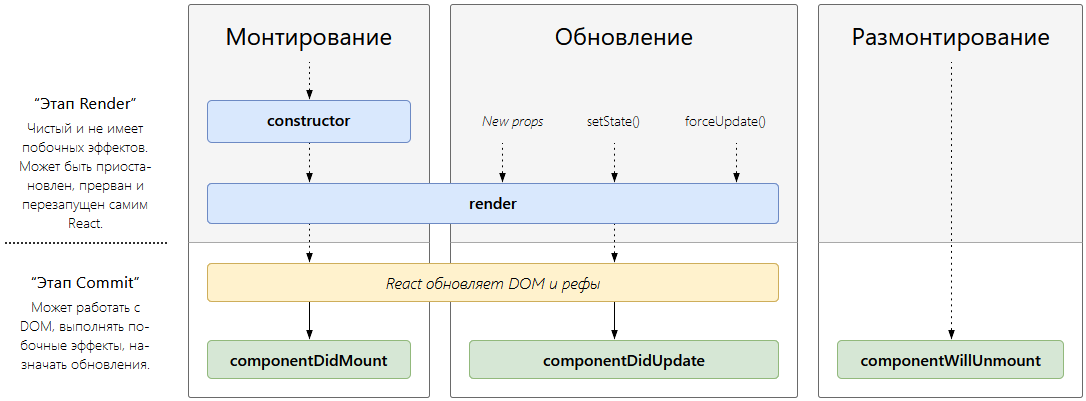 Монтирование
Обновление
Размонтирование
“Этап Render”
Чистый и не имеет
побочных эффектов.
Может быть приоста-
новлен, прерван и
перезапущен самим
React.
constructor
New props
setState()
forceUpdate()
render
“Этап Commit”
Может работать с
DOM, выполнять по-
бочные эффекты, на-
значать обновления.
React обновляет DOM и рефы
componentDidMount
componentDidUpdate
componentWillUnmount